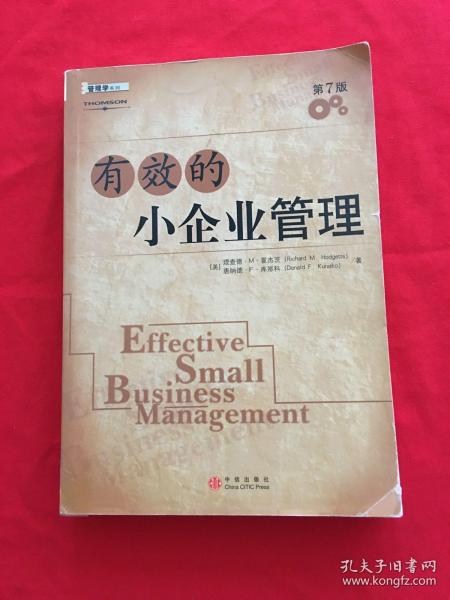 管理学系列
THOMSON
第7版
有效的
小企业管理
[美] 理查德·M·霍杰茨 (Richard M. Hodgetts)
唐纳德·F·库洛特科 (Donald F. Kuratko) /著
Effective
Small
Business
Management
中信出版社
China CITIC Press
孔夫子旧书网
www.kongfz.com